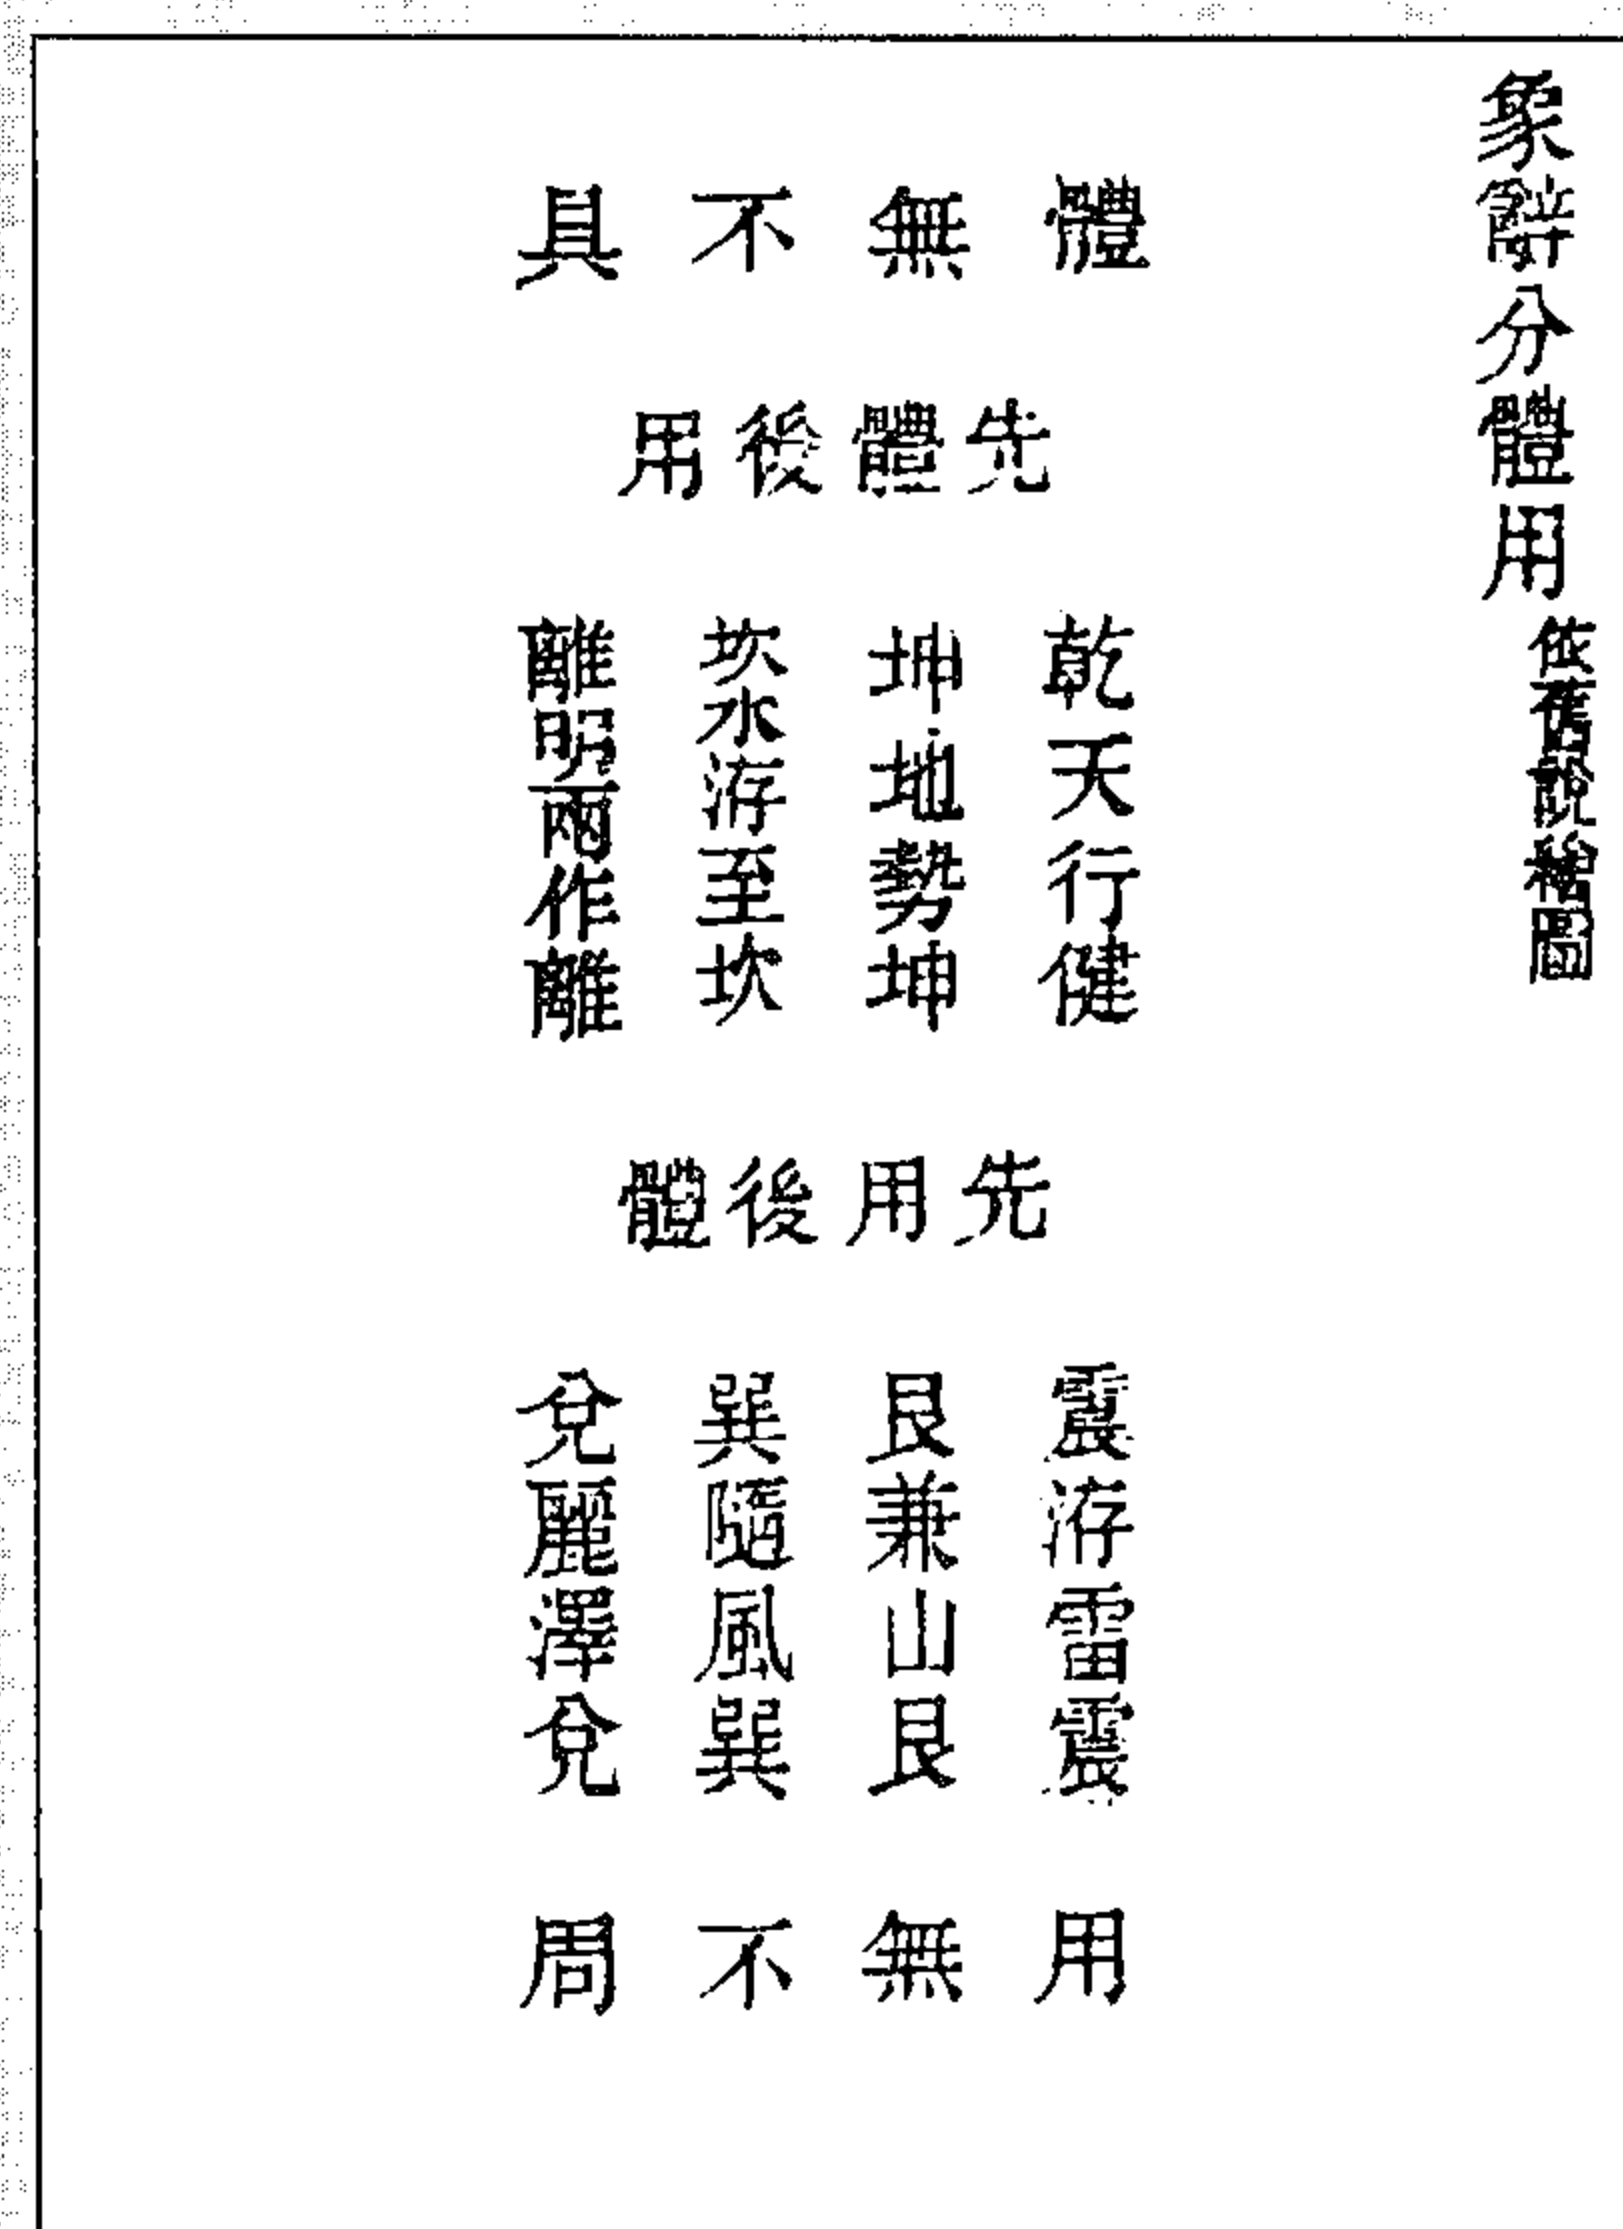 象辭分體用
依舊說繪圖
體無不具
先體後用
乾天行健
坤地勢坤
坎水洊至坎
離明兩作離
先用後體
震洊雷震
艮兼山艮
巽隨風巽
兌麗澤兌
用無不周